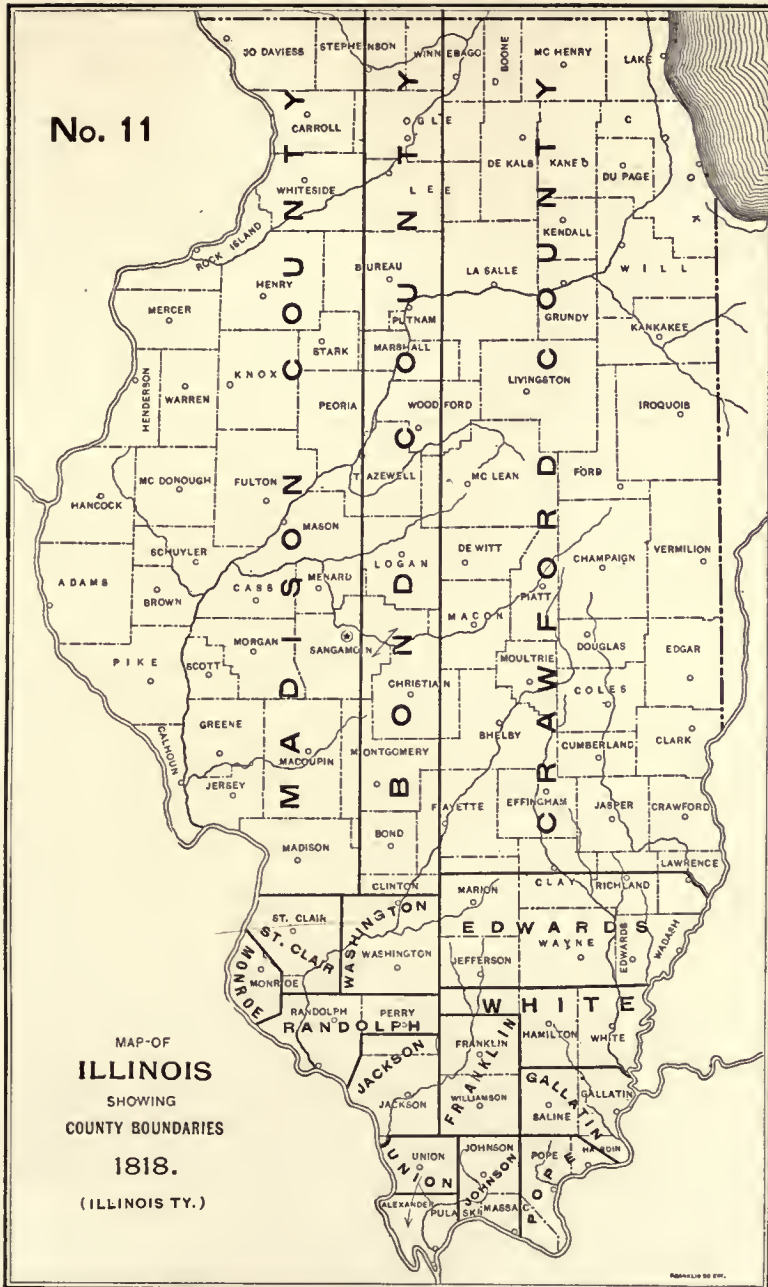 No. 11
JO DAVIESS
STEPHENSON
WINNEBAGO
BOONE
MC HENRY
LAKE
CARROLL
OGLE
DE KALB
KANE
COOK
DU PAGE
WHITESIDE
LEE
KENDALL
ROCK ISLAND
HENRY
BUREAU
LA SALLE
WILL
MERCER
PUTNAM
GRUNDY
KANKAKEE
STARK
MARSHALL
HENDERSON
WARREN
KNOX
PEORIA
WOODFORD
LIVINGSTON
IROQUOIS
HANCOCK
MC DONOUGH
FULTON
TAZEWELL
MC LEAN
FORD
MASON
SCHUYLER
ADAMS
BROWN
CASS
MENARD
LOGAN
DE WITT
CHAMPAIGN
VERMILION
PIATT
MACON
PIKE
SCOTT
MORGAN
SANGAMON
CHRISTIAN
MOULTRIE
DOUGLAS
EDGAR
COLES
CALHOUN
GREENE
MACOUPIN
MONTGOMERY
SHELBY
CUMBERLAND
CLARK
JERSEY
FAYETTE
EFFINGHAM
JASPER
CRAWFORD
MADISON
BOND
LAWRENCE
CLINTON
MARION
CLAY
RICHLAND
MADISON COUNTY
BOND COUNTY
CRAWFORD COUNTY
ST. CLAIR
ST. CLAIR
WASHINGTON
WASHINGTON
EDWARDS
WAYNE
EDWARDS
WABASH
JEFFERSON
MONROE
MONROE
RANDOLPH
PERRY
RANDOLPH
WHITE
HAMILTON
WHITE
FRANKLIN
FRANKLIN
JACKSON
JACKSON
WILLIAMSON
GALLATIN
GALLATIN
SALINE
UNION
UNION
JOHNSON
JOHNSON
POPE
POPE
HARDIN
ALEXANDER
PULASKI
MASSAC
MAP-OF
ILLINOIS
SHOWING
COUNTY BOUNDARIES
1818.
(ILLINOIS TY.)